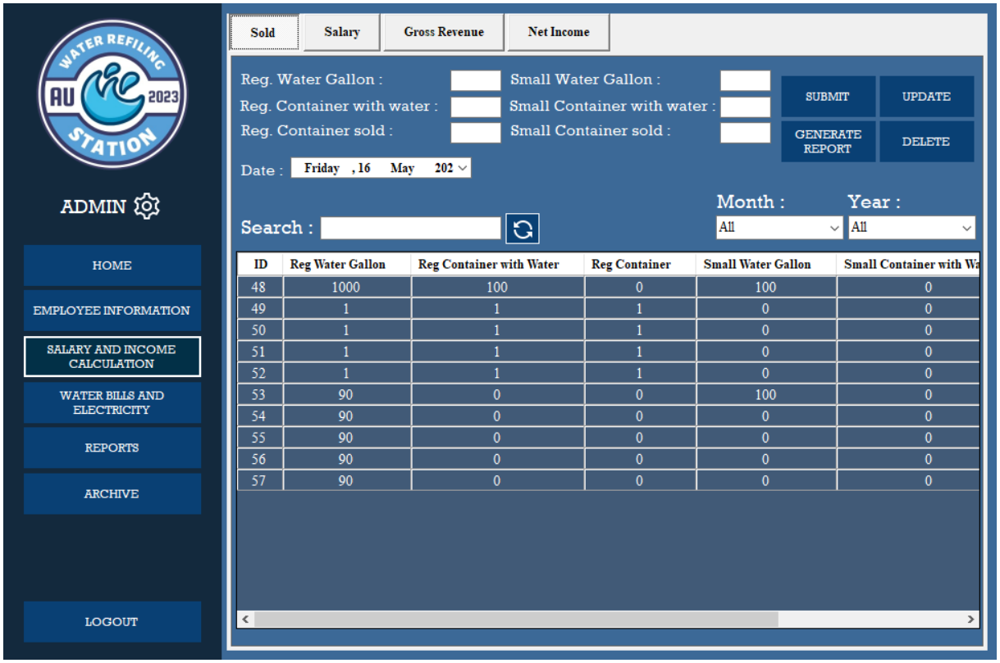 WATER REFILING
AU 2023
STATION
ADMIN
HOME
EMPLOYEE INFORMATION
SALARY AND INCOME
CALCULATION
WATER BILLS AND
ELECTRICITY
REPORTS
ARCHIVE
LOGOUT
Sold Salary Gross Revenue Net Income
Reg. Water Gallon : Small Water Gallon :
Reg. Container with water : Small Container with water :
Reg. Container sold : Small Container sold :
SUBMIT UPDATE
GENERATE
REPORT
DELETE
Date : Friday , 16 May 202
Month : Year :
Search : All All
ID Reg Water Gallon Reg Container with Water Reg Container Small Water Gallon Small Container with Wa
48 1000 100 0 100 0
49 1 1 1 0 0
50 1 1 1 0 0
51 1 1 1 0 0
52 1 1 1 0 0
53 90 0 0 100 0
54 90 0 0 0 0
55 90 0 0 0 0
56 90 0 0 0 0
57 90 0 0 0 0